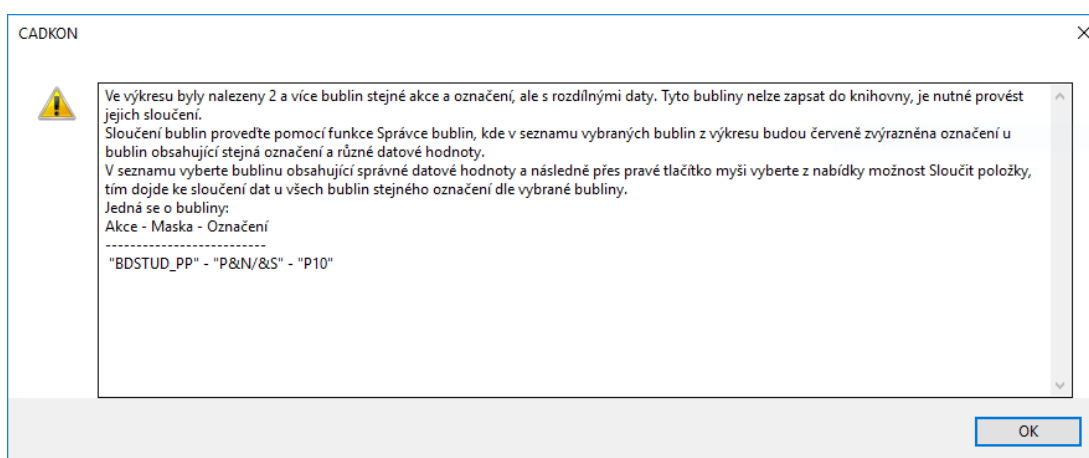 CADKON
Ve výkresu byly nalezeny 2 a více bublin stejné akce a označení, ale s rozdílnými daty. Tyto bubliny nelze zapsat do knihovny, je nutné provést
jejich sloučení.
Sloučení bublin proveďte pomocí funkce Správce bublin, kde v seznamu vybraných bublin z výkresu budou červeně zvýrazněna označení u
bublin obsahující stejná označení a různé datové hodnoty.
V seznamu vyberte bublinu obsahující správné datové hodnoty a následně přes pravé tlačítko myši vyberte z nabídky možnost Sloučit položky,
tím dojde ke sloučení dat u všech bublin stejného označení dle vybrané bubliny.
Jedná se o bubliny:
Akce - Maska - Označení
--------------------------
"BDSTUD_PP" - "P&N/&S" - "P10"
OK